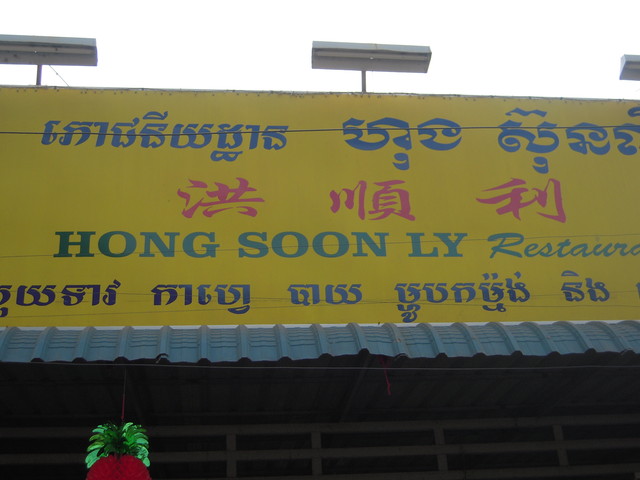 ភោជនីយដ្ឋាន ហុង ស៊ុន
洪 順 利
HONG SOON LY Restaura
គុយទាវ កាហ្វេ បាយ ម្ហូបកម្ម៉ង់ និង